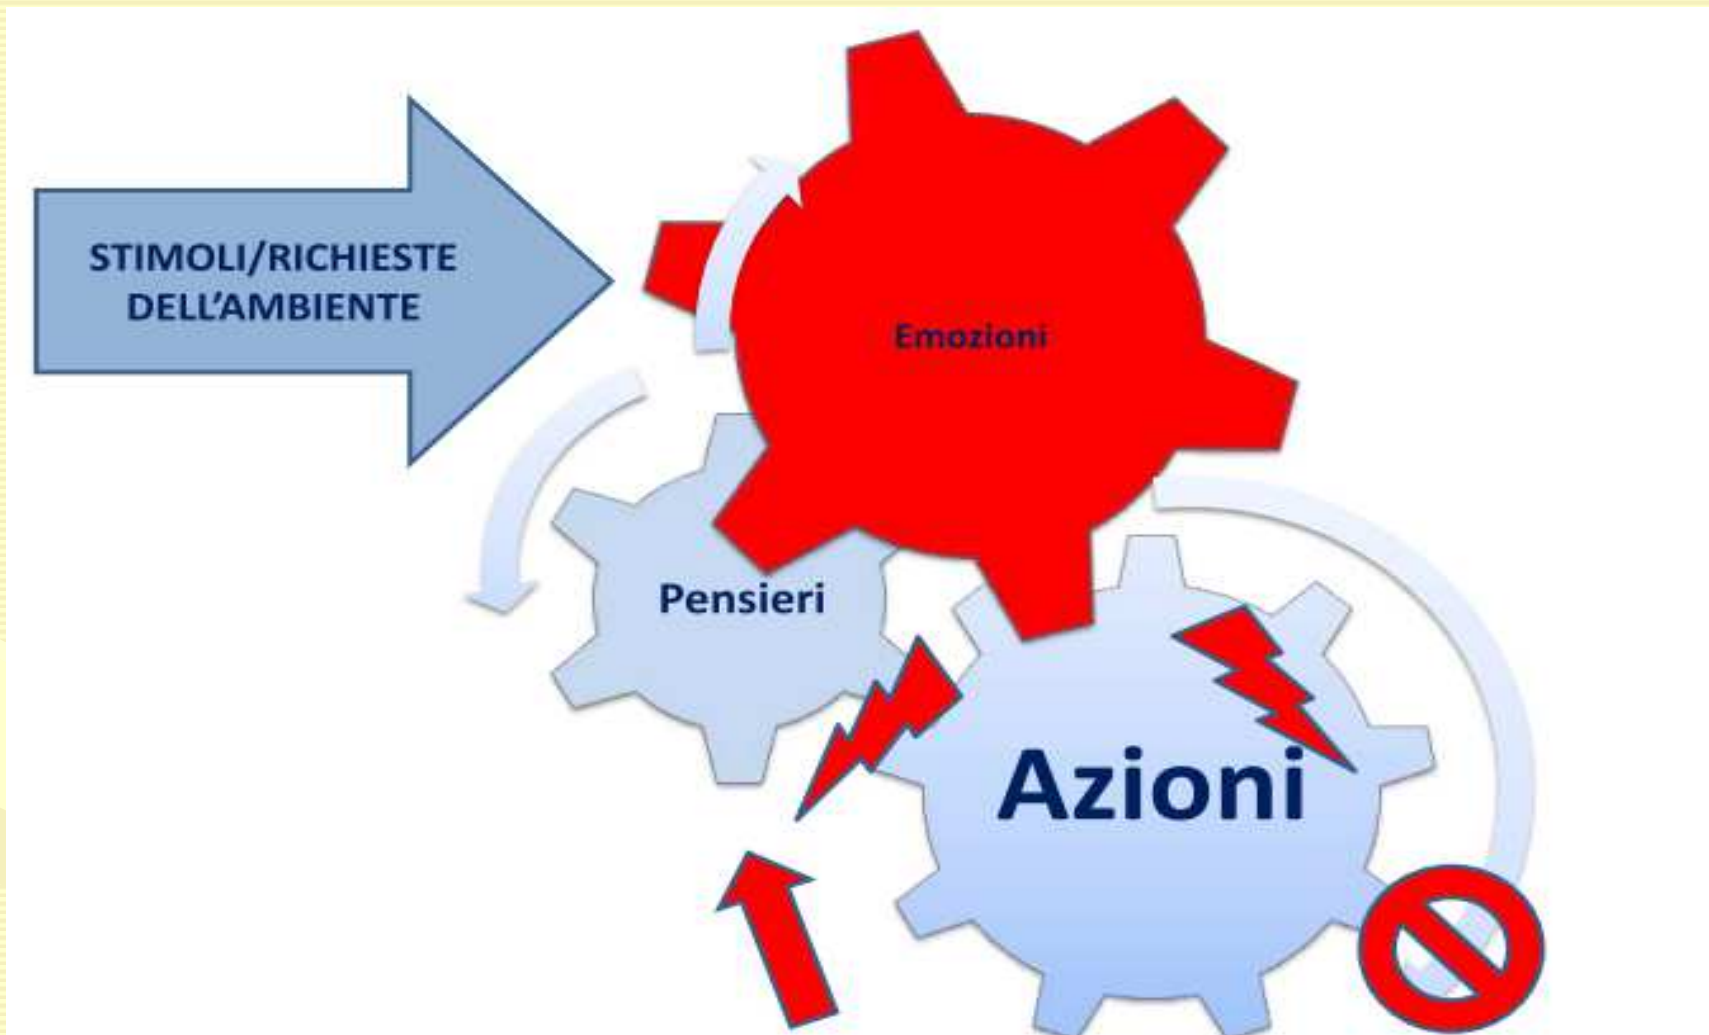 STIMOLI/RICHIESTE
DELL’AMBIENTE
Emozioni
Pensieri
Azioni